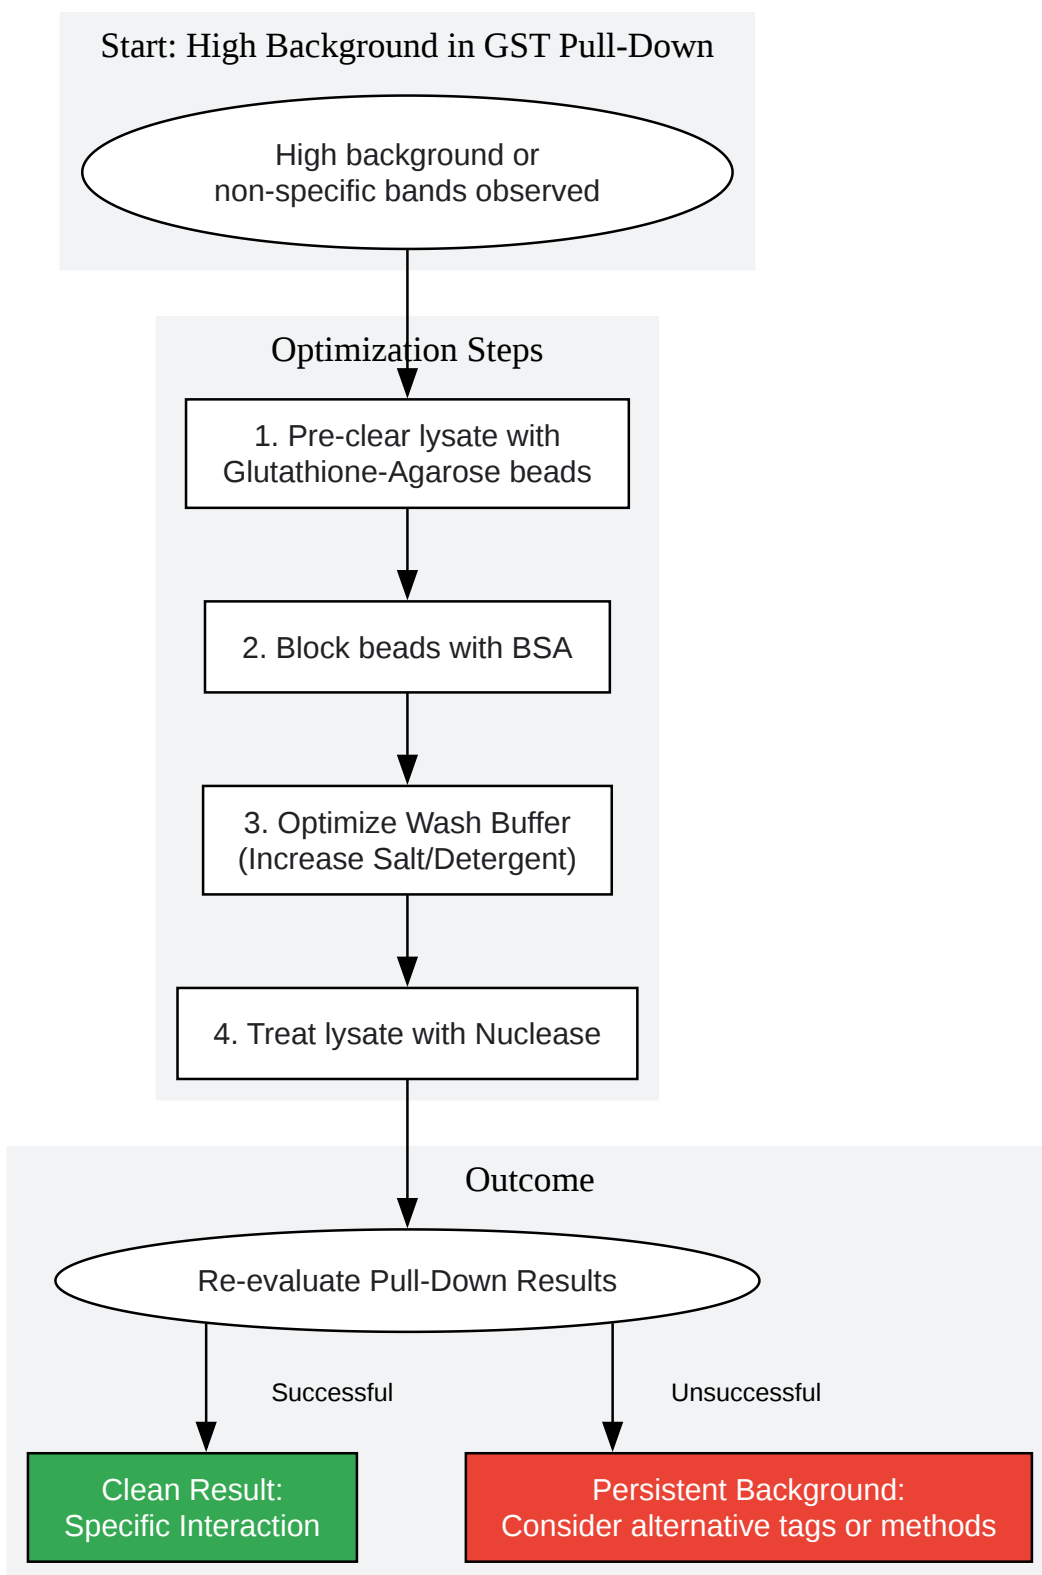 Start: High Background in GST Pull-Down
High background or
non-specific bands observed
Optimization Steps
1. Pre-clear lysate with
Glutathione-Agarose beads
2. Block beads with BSA
3. Optimize Wash Buffer
(Increase Salt/Detergent)
4. Treat lysate with Nuclease
Outcome
Re-evaluate Pull-Down Results
Successful
Unsuccessful
Clean Result:
Specific Interaction
Persistent Background:
Consider alternative tags or methods